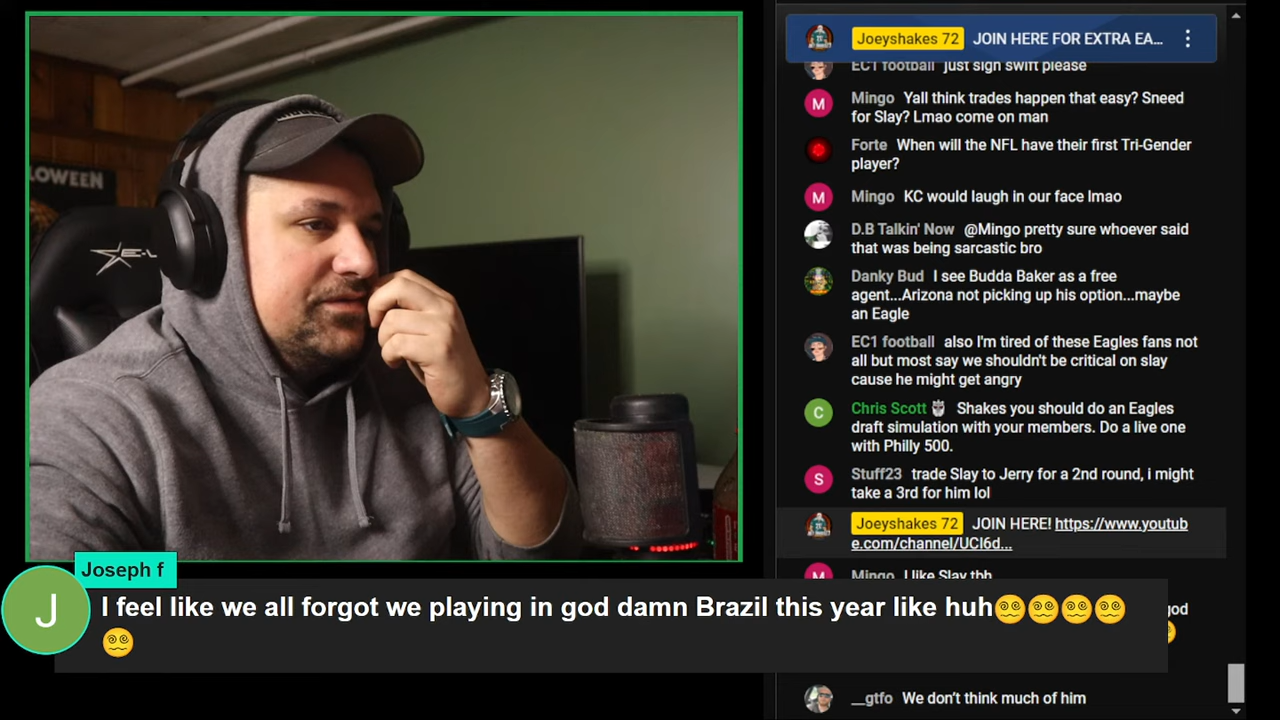 Joeyshakes 72 JOIN HERE FOR EXTRA EA...
EC1 football just sign swift please
Mingo Yall think trades happen that easy? Sneed
for Slay? Lmao come on man
Forte When will the NFL have their first Tri-Gender
player?
Mingo KC would laugh in our face lmao
D.B Talkin' Now @Mingo pretty sure whoever said
that was being sarcastic bro
Danky Bud I see Budda Baker as a free
agent...Arizona not picking up his option...maybe
an Eagle
EC1 football also I'm tired of these Eagles fans not
all but most say we shouldn't be critical on slay
cause he might get angry
Chris Scott Shakes you should do an Eagles
draft simulation with your members. Do a live one
with Philly 500.
Stuff23 trade Slay to Jerry for a 2nd round, i might
take a 3rd for him lol
Joeyshakes 72 JOIN HERE! https://www.youtub
e.com/channel/UCI6d...
Mingo I like Slay tbh
god
__gtfo We don't think much of him
LOWEEN
Joseph f
J
I feel like we all forgot we playing in god damn Brazil this year like huh😵‍💫😵‍💫😵‍💫😵‍💫
😵‍💫
M
M
C
S
M